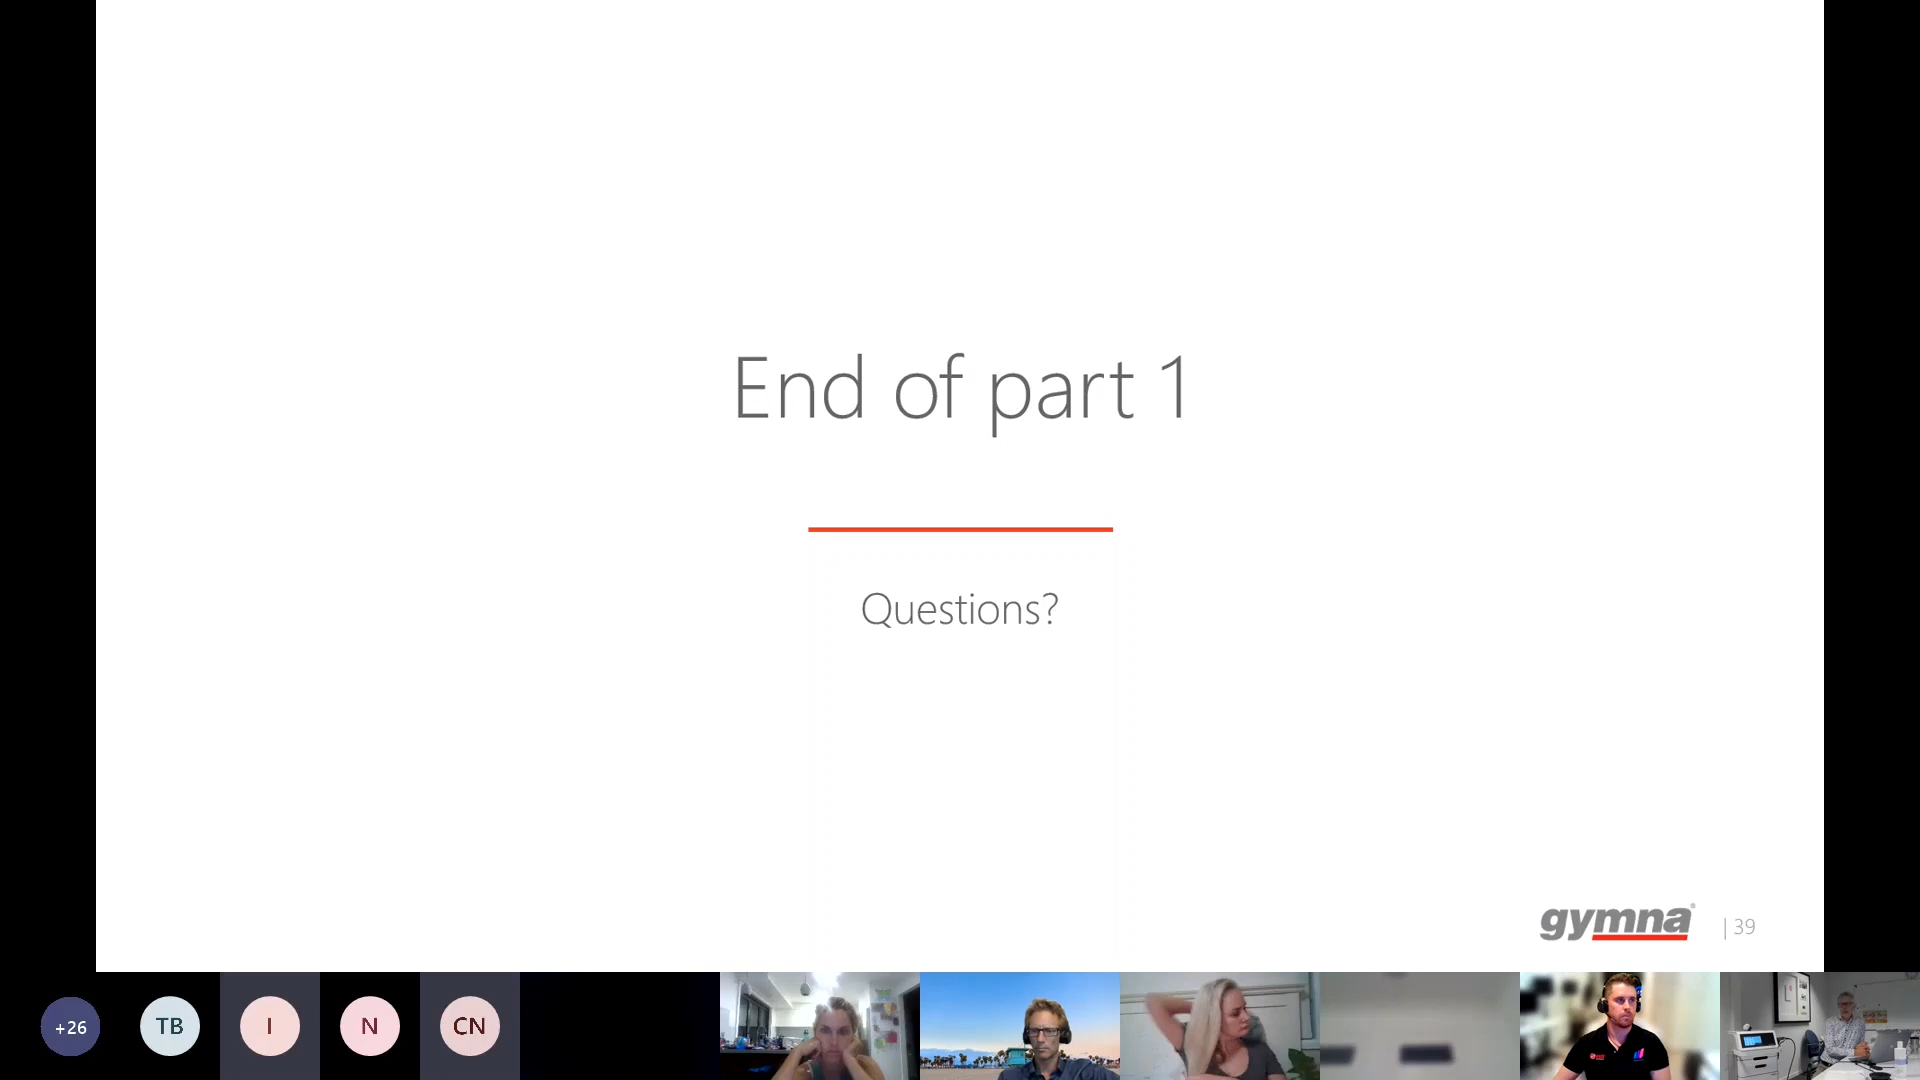 End of part 1
Questions?
gymna
| 39
+26
TB
I
N
CN